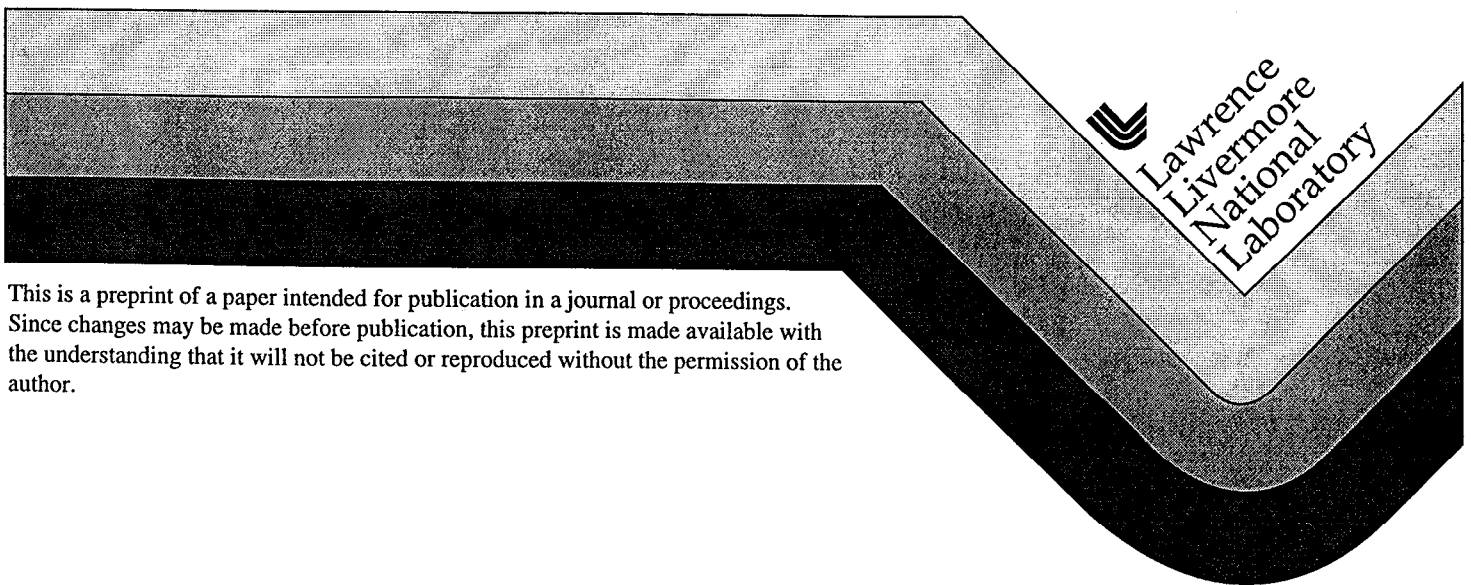 Lawrence
Livermore
National
Laboratory
This is a preprint of a paper intended for publication in a journal or proceedings.
Since changes may be made before publication, this preprint is made available with
the understanding that it will not be cited or reproduced without the permission of the
author.